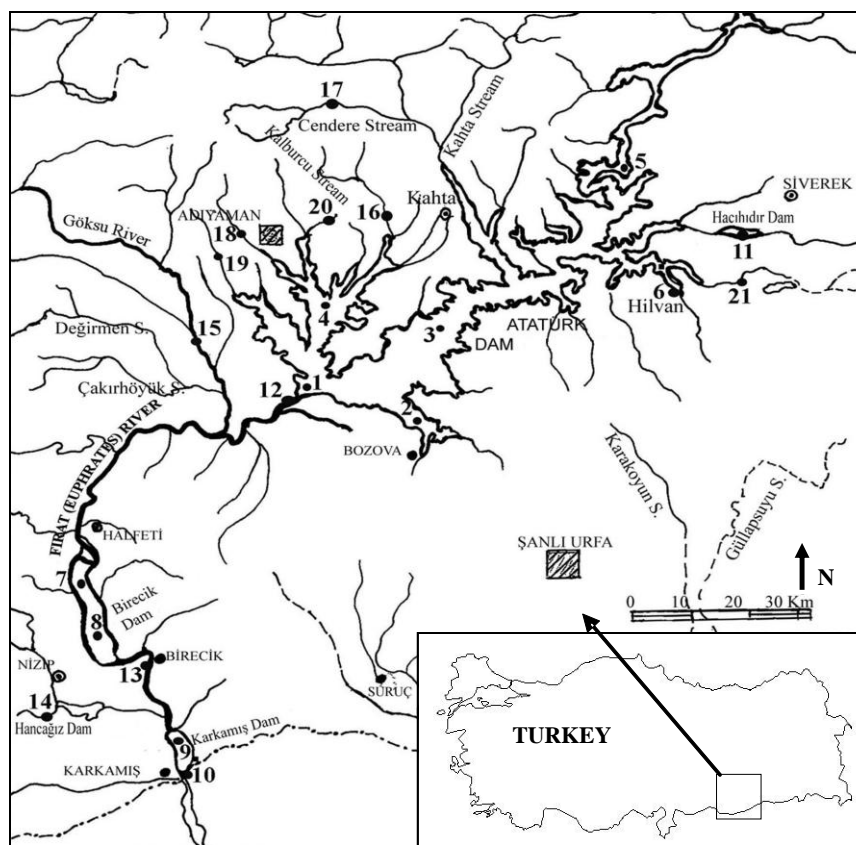 17
Cendere Stream
Kahta Stream
Kalburcu Stream
5
SİVEREK
Kahta
16
20
ADIYAMAN
18
19
Göksu River
Hacıhıdır Dam
11
21
6
Hilvan
4
3
ATATÜRK
DAM
15
Değirmen S.
Çakırhöyük S.
12
1
2
BOZOVA
FIRAT (EUPHRATES) RIVER
Karakoyun S.
Güllapsuyu S.
HALFETİ
ŞANLI URFA
N
0 10 20 30 Km
7
Birecik
Dam
8
BİRECİK
13
NİZİP
SURUÇ
14
Hancağız Dam
Karkamış Dam
9
KARKAMIŞ
10
TURKEY